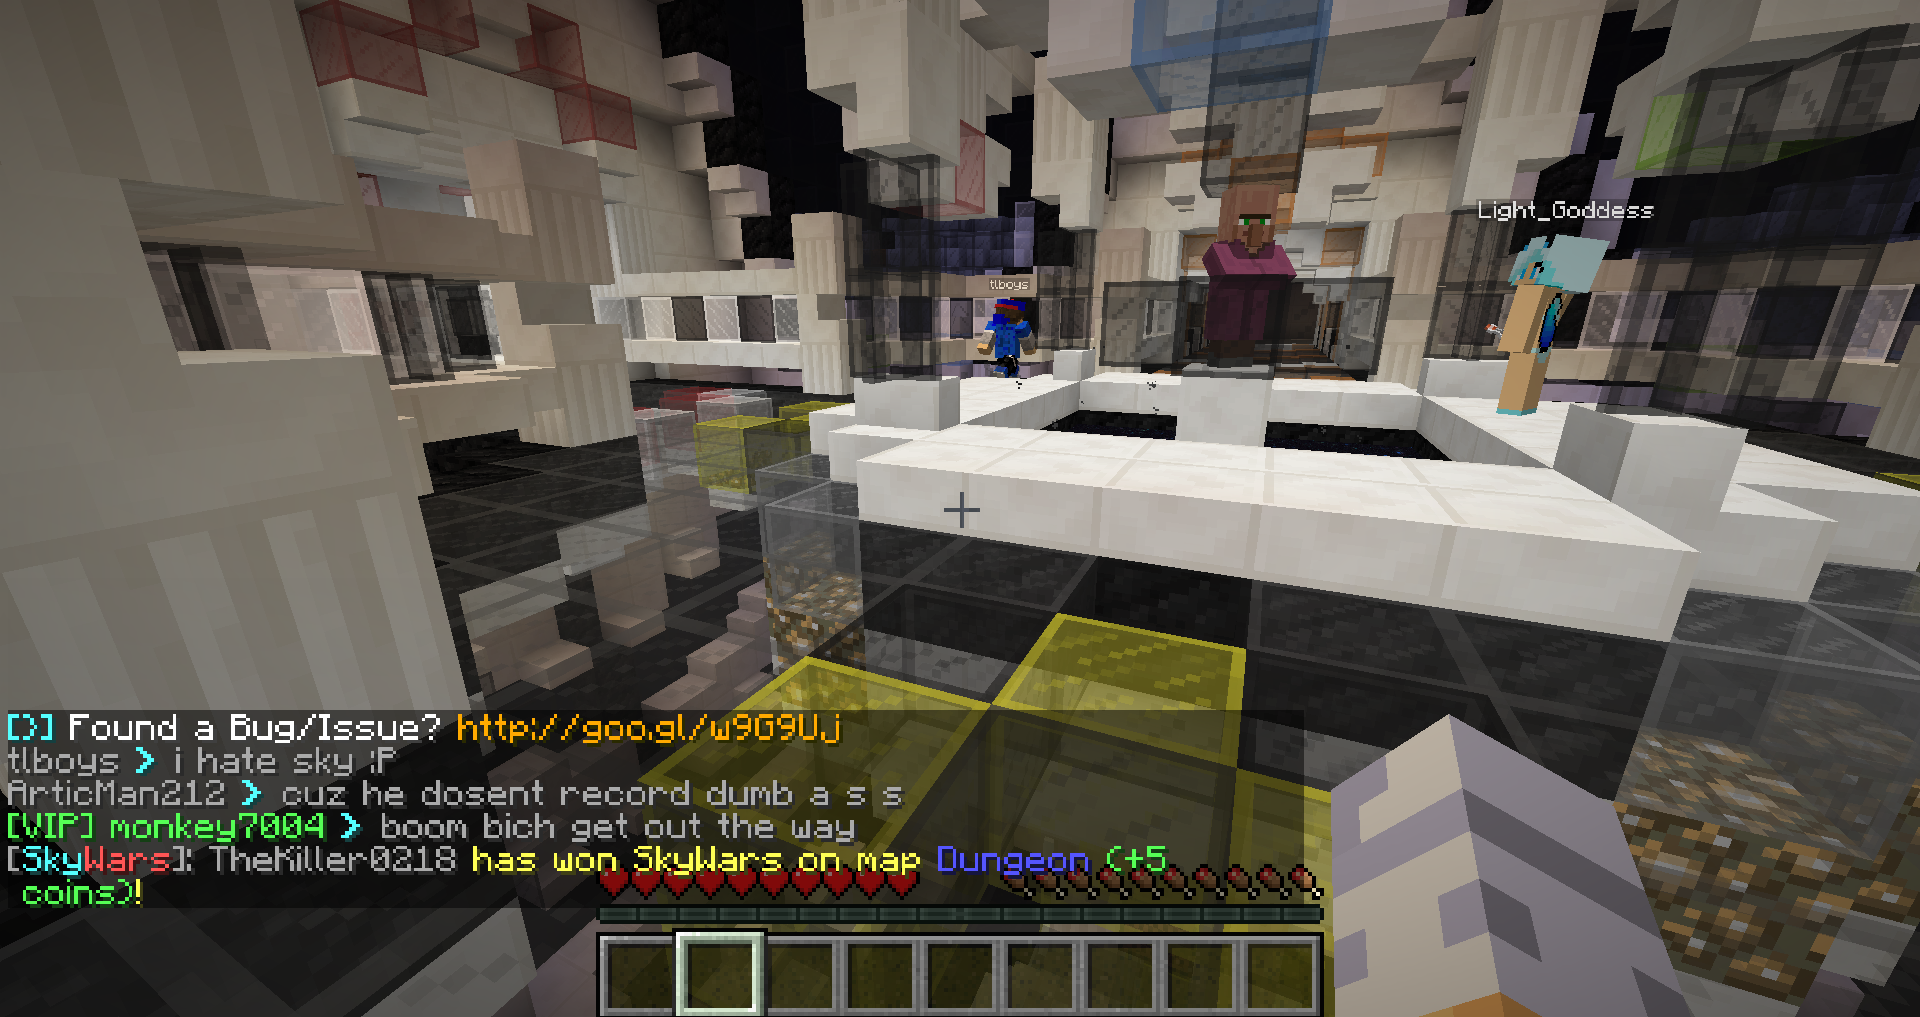 Light_Goddess
tlboys
[>] Found a Bug/Issue? http://goo.gl/w9G9Uj
tlboys > i hate sky :P
ArticMan212 > cuz he dosent record dumb a s s
[VIP] monkey7004 > boom bich get out the way
[SkyWars]: TheKiller0218 has won SkyWars on map Dungeon (+5
coins)!